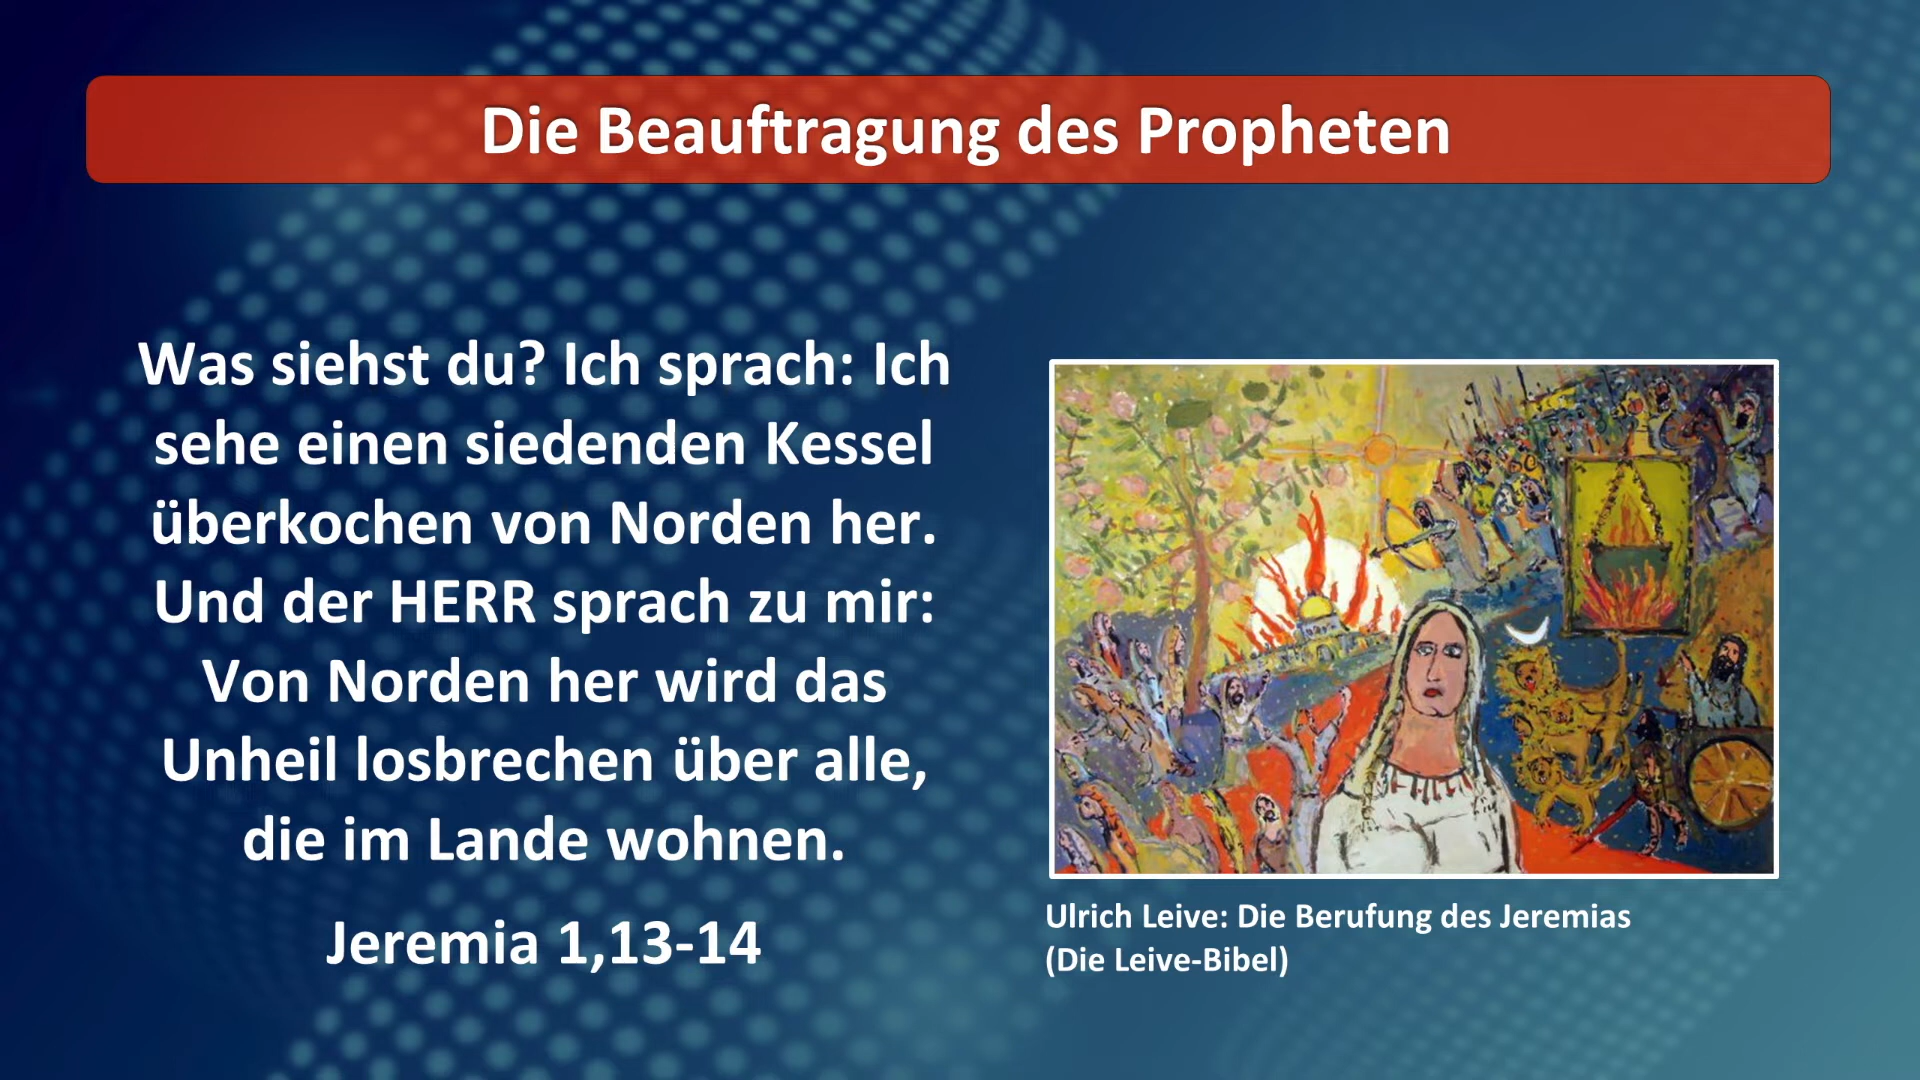 Die Beauftragung des Propheten
Was siehst du? Ich sprach: Ich
sehe einen siedenden Kessel
überkochen von Norden her.
Und der HERR sprach zu mir:
Von Norden her wird das
Unheil losbrechen über alle,
die im Lande wohnen.
Jeremia 1,13-14
Ulrich Leive: Die Berufung des Jeremias
(Die Leive-Bibel)